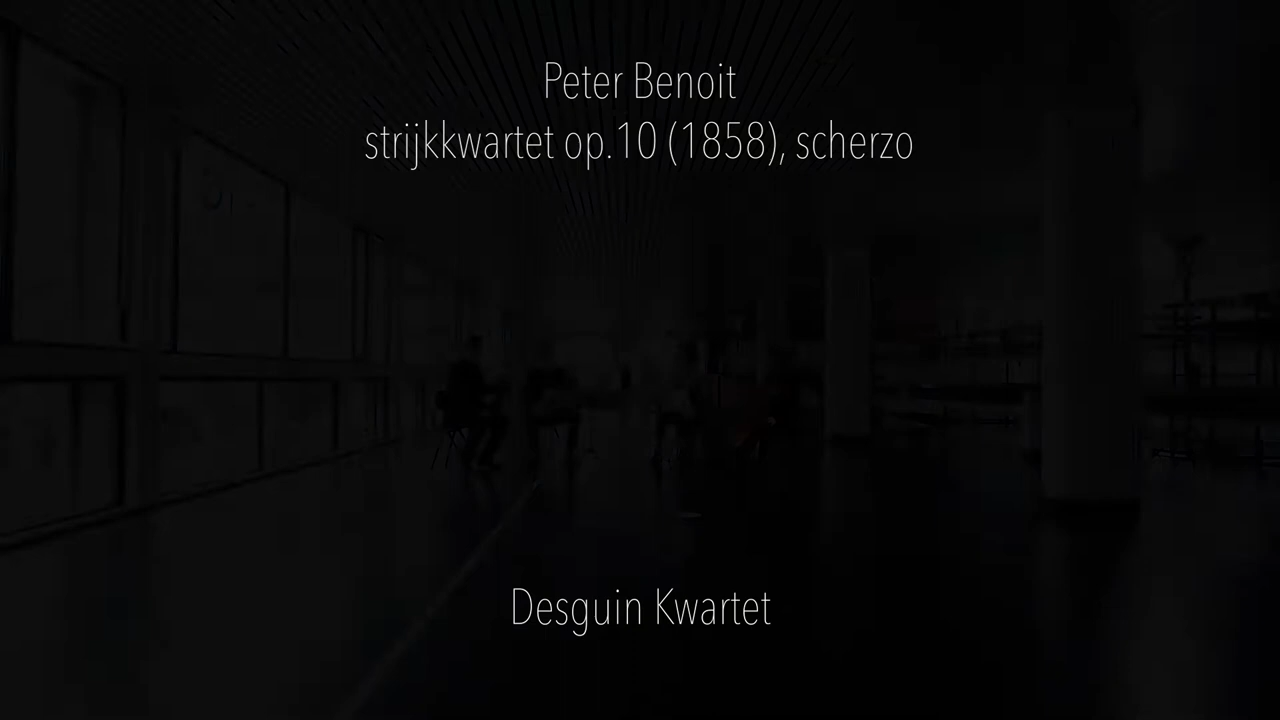 Peter Benoit
strijkkwartet op.10 (1858), scherzo
Desguin Kwartet